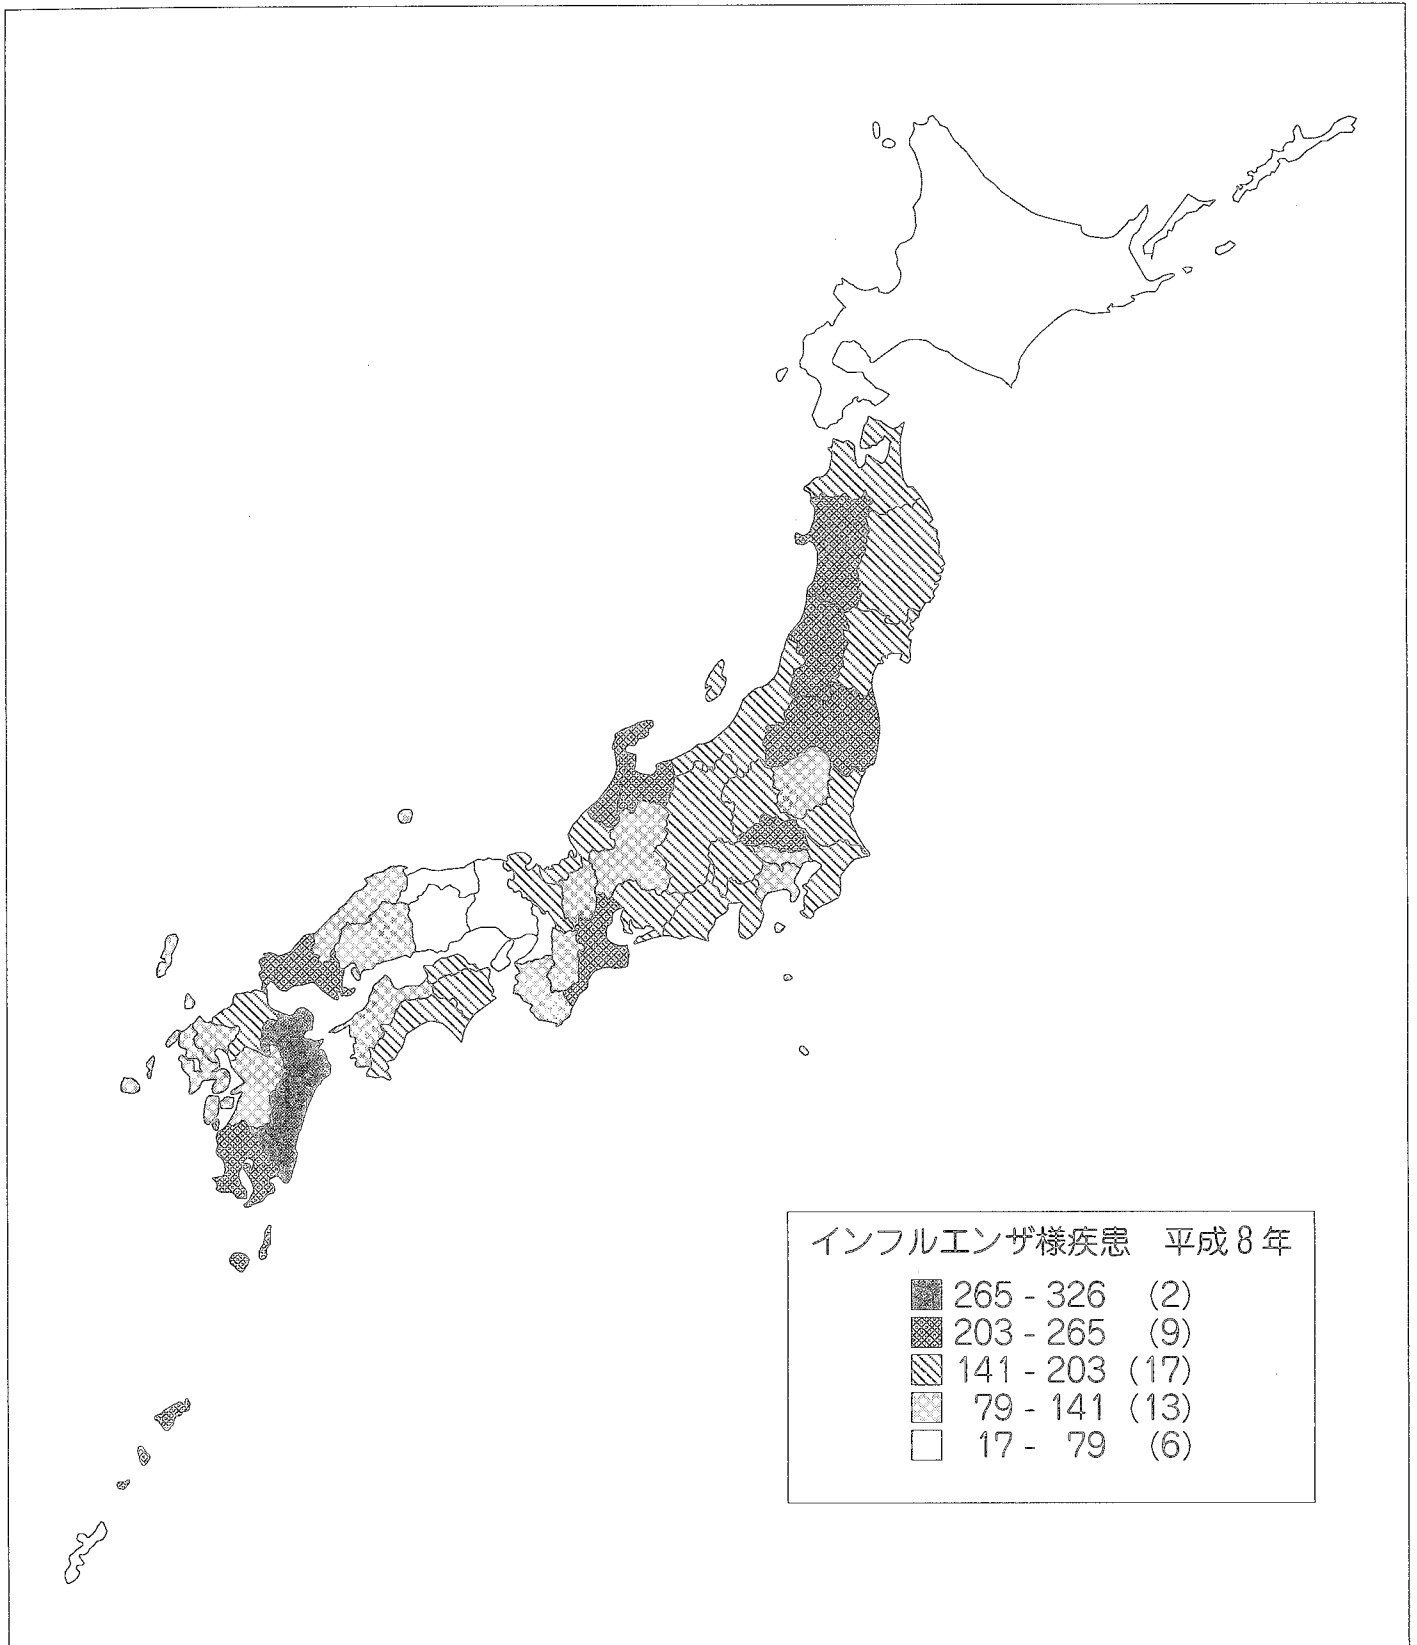 インフルエンザ様疾患 平成8年
265 - 326 (2)
203 - 265 (9)
141 - 203 (17)
79 - 141 (13)
17 - 79 (6)